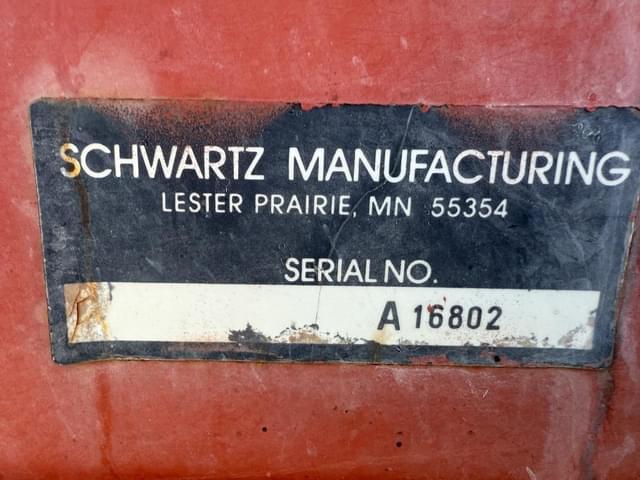 SCHWARTZ MANUFACTURING
LESTER PRAIRIE, MN 55354
SERIAL NO.
A 16802